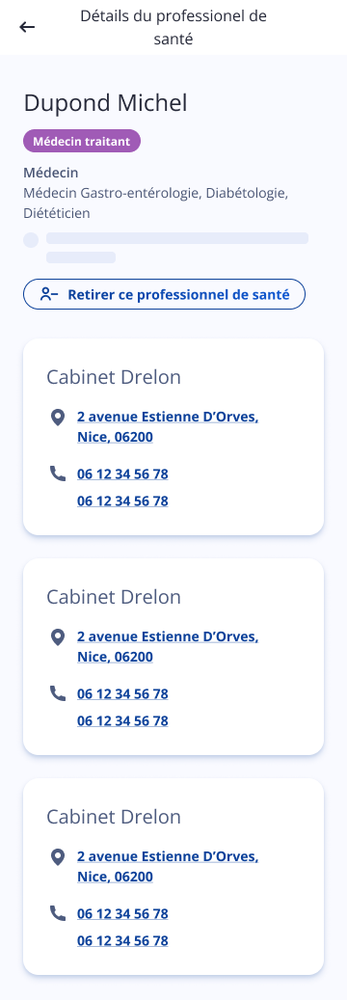 Détails du professionel de
santé
Dupond Michel
Médecin traitant
Médecin
Médecin Gastro-entérologie, Diabétologie,
Diététicien
Retirer ce professionnel de santé
Cabinet Drelon
2 avenue Estienne D’Orves,
Nice, 06200
06 12 34 56 78
06 12 34 56 78
Cabinet Drelon
2 avenue Estienne D’Orves,
Nice, 06200
06 12 34 56 78
06 12 34 56 78
Cabinet Drelon
2 avenue Estienne D’Orves,
Nice, 06200
06 12 34 56 78
06 12 34 56 78